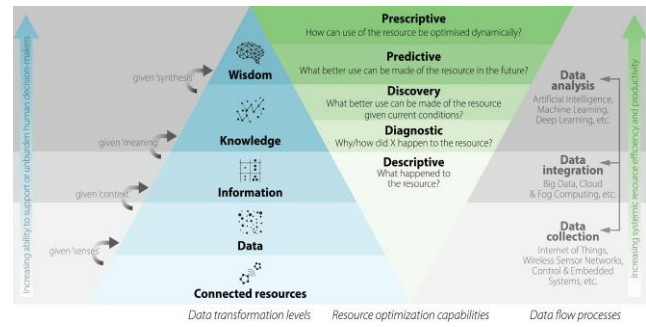 Increasing ability to support or unburden human decision-makers
given 'synthesis'
given 'meaning'
given 'context'
given 'senses'
Wisdom
Knowledge
Information
Data
Connected resources
Prescriptive
How can use of the resource be optimised dynamically?
Predictive
What better use can be made of the resource in the future?
Discovery
What better use can be made of the resource
given current conditions?
Diagnostic
Why/how did X happen to the resource?
Descriptive
What happened to
the resource?
Data
analysis
Artificial Intelligence,
Machine Learning,
Deep Learning, etc.
Data
integration
Big Data, Cloud
& Fog Computing, etc.
Data
collection
Internet of Things,
Wireless Sensor Networks,
Control & Embedded
Systems, etc.
Increasing systemic resource efficiency and productivity
Data transformation levels
Resource optimization capabilities
Data flow processes